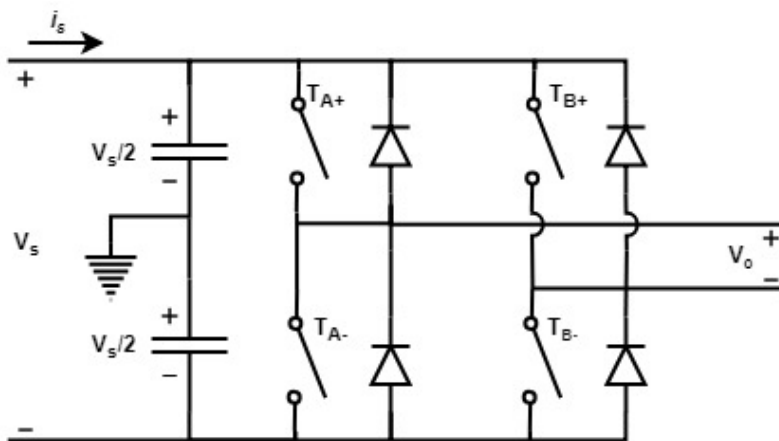 i_s
+
T_A+
T_B+
+
V_s/2
−
V_s
+
V_o
−
+
V_s/2
−
T_A-
T_B-
−